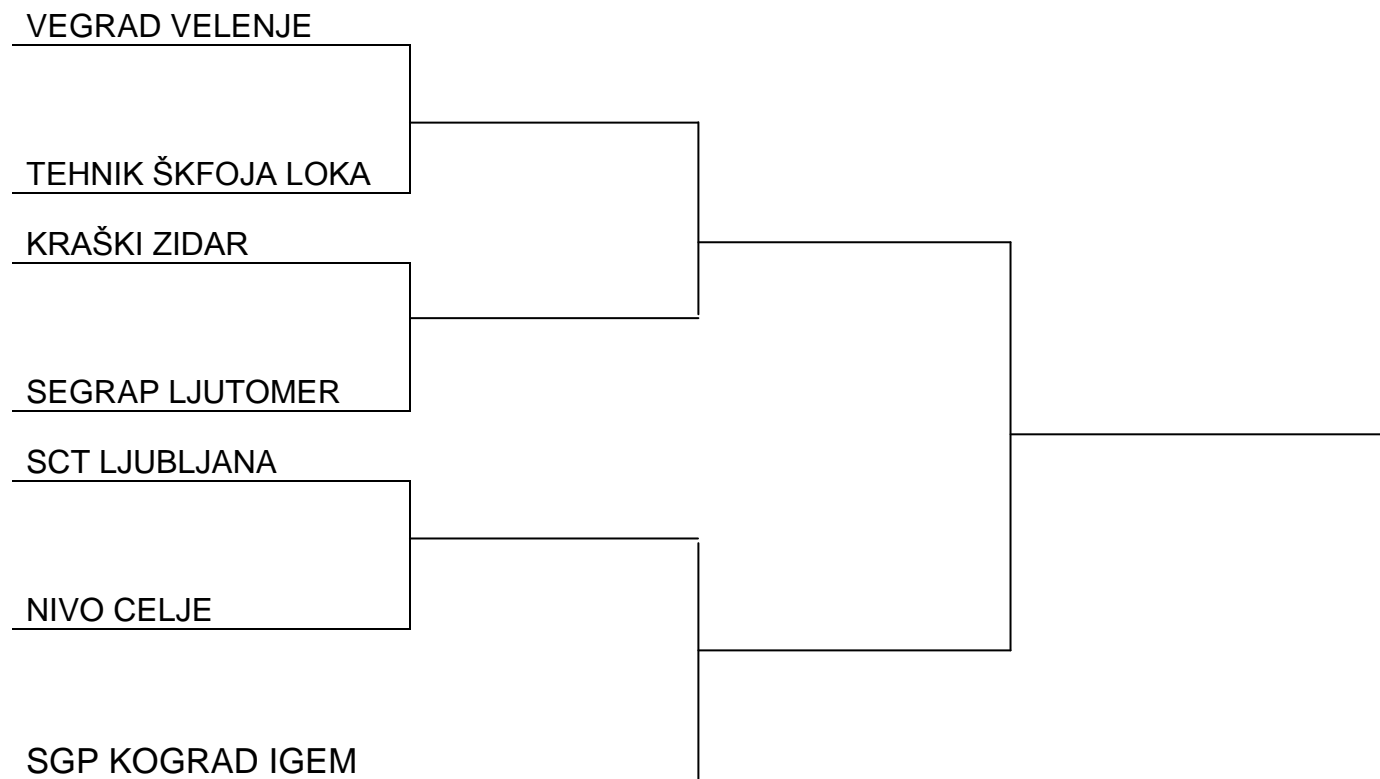 VEGRAD VELENJE
TEHNIK ŠKFOJA LOKA
KRAŠKI ZIDAR
SEGRAP LJUTOMER
SCT LJUBLJANA
NIVO CELJE
SGP KOGRAD IGEM